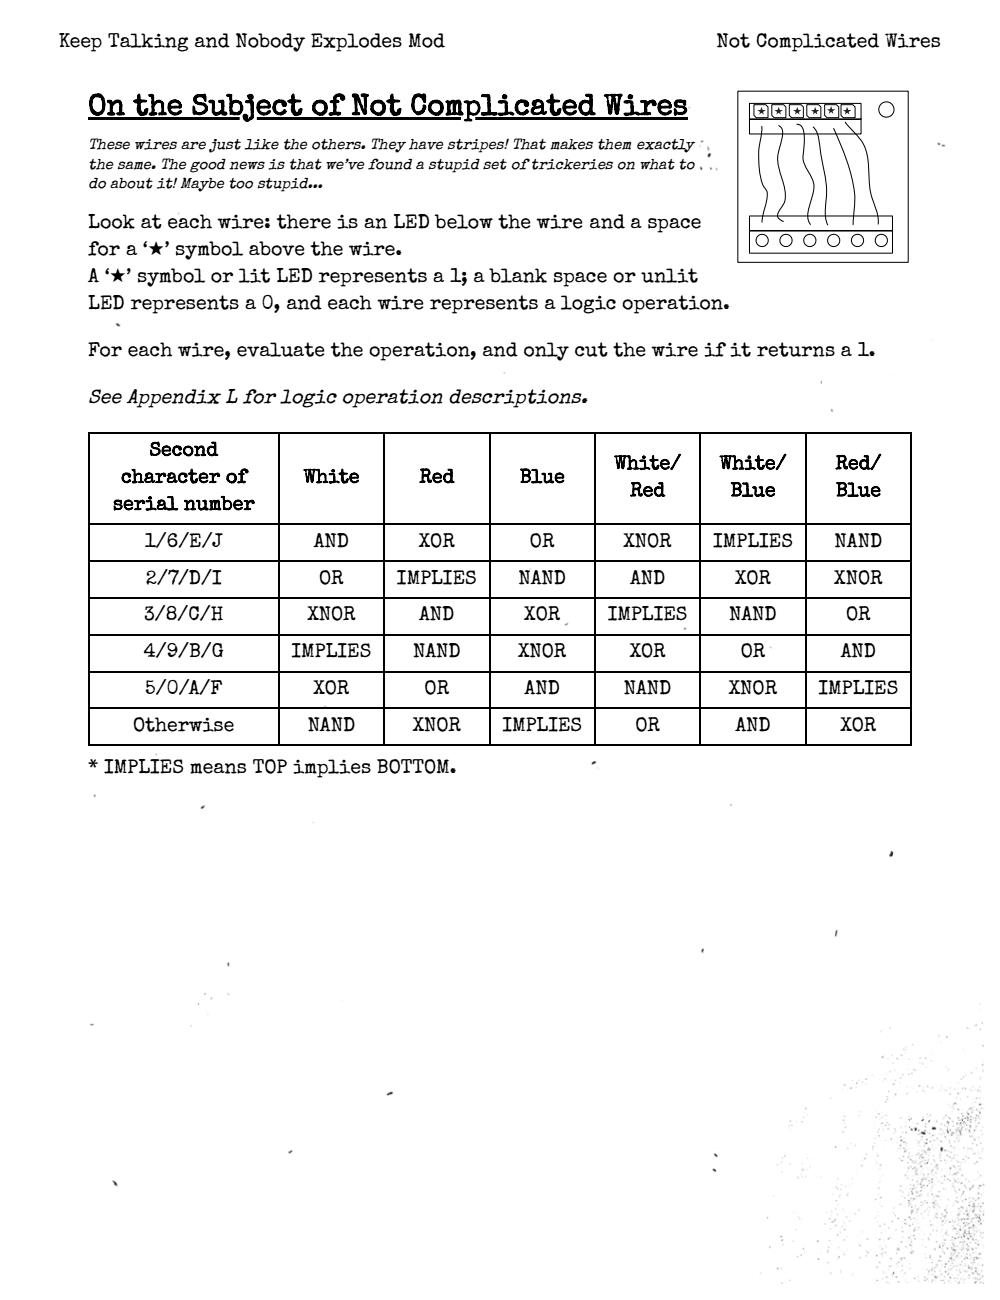 Keep Talking and Nobody Explodes Mod
Not Complicated Wires
On the Subject of Not Complicated Wires
These wires are just like the others. They have stripes! That makes them exactly
the same. The good news is that we've found a stupid set of trickeries on what to
do about it! Maybe too stupid...
Look at each wire: there is an LED below the wire and a space
for a ‘★’ symbol above the wire.
A ‘★’ symbol or lit LED represents a 1; a blank space or unlit
LED represents a 0, and each wire represents a logic operation.
For each wire, evaluate the operation, and only cut the wire if it returns a 1.
See Appendix L for logic operation descriptions.
Second
character of
serial number
White
Red
Blue
White/
Red
White/
Blue
Red/
Blue
1/6/E/J AND XOR OR XNOR IMPLIES NAND
2/7/D/I OR IMPLIES NAND AND XOR XNOR
3/8/C/H XNOR AND XOR IMPLIES NAND OR
4/9/B/G IMPLIES NAND XNOR XOR OR AND
5/0/A/F XOR OR AND NAND XNOR IMPLIES
Otherwise NAND XNOR IMPLIES OR AND XOR
* IMPLIES means TOP implies BOTTOM.